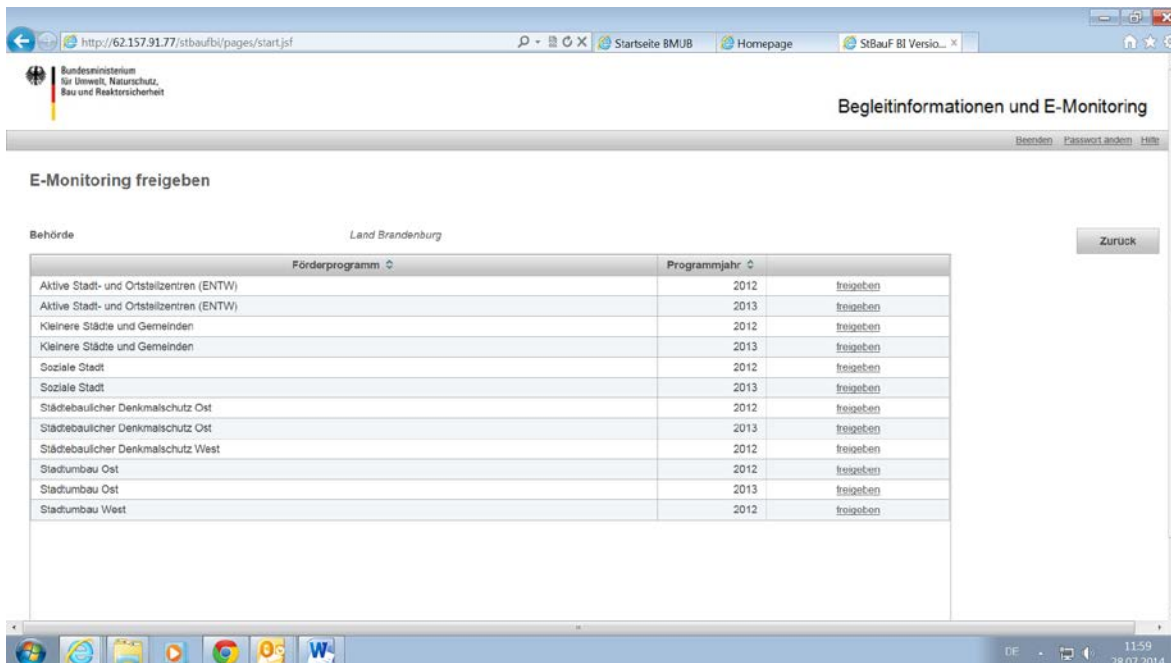 http://62.157.91.77/stbaufbi/pages/start.jsf
Startseite BMUB
Homepage
StBauF BI Versio...
Bundesministerium
für Umwelt, Naturschutz,
Bau und Reaktorsicherheit
Begleitinformationen und E-Monitoring
Beenden Passwort ändern Hilfe
E-Monitoring freigeben
Behörde Land Brandenburg
Zurück
Förderprogramm Programmjahr
Aktive Stadt- und Ortsteilzentren (ENTW) 2012 freigeben
Aktive Stadt- und Ortsteilzentren (ENTW) 2013 freigeben
Kleinere Städte und Gemeinden 2012 freigeben
Kleinere Städte und Gemeinden 2013 freigeben
Soziale Stadt 2012 freigeben
Soziale Stadt 2013 freigeben
Städtebaulicher Denkmalschutz Ost 2012 freigeben
Städtebaulicher Denkmalschutz Ost 2013 freigeben
Städtebaulicher Denkmalschutz West 2012 freigeben
Stadtumbau Ost 2012 freigeben
Stadtumbau Ost 2013 freigeben
Stadtumbau West 2012 freigeben
DE
11:59
28.07.2014